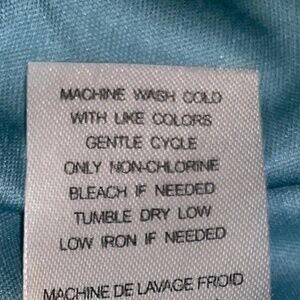 MACHINE WASH COLD
WITH LIKE COLORS
GENTLE CYCLE
ONLY NON-CHLORINE
BLEACH IF NEEDED
TUMBLE DRY LOW
LOW IRON IF NEEDED
MACHINE DE LAVAGE FROID